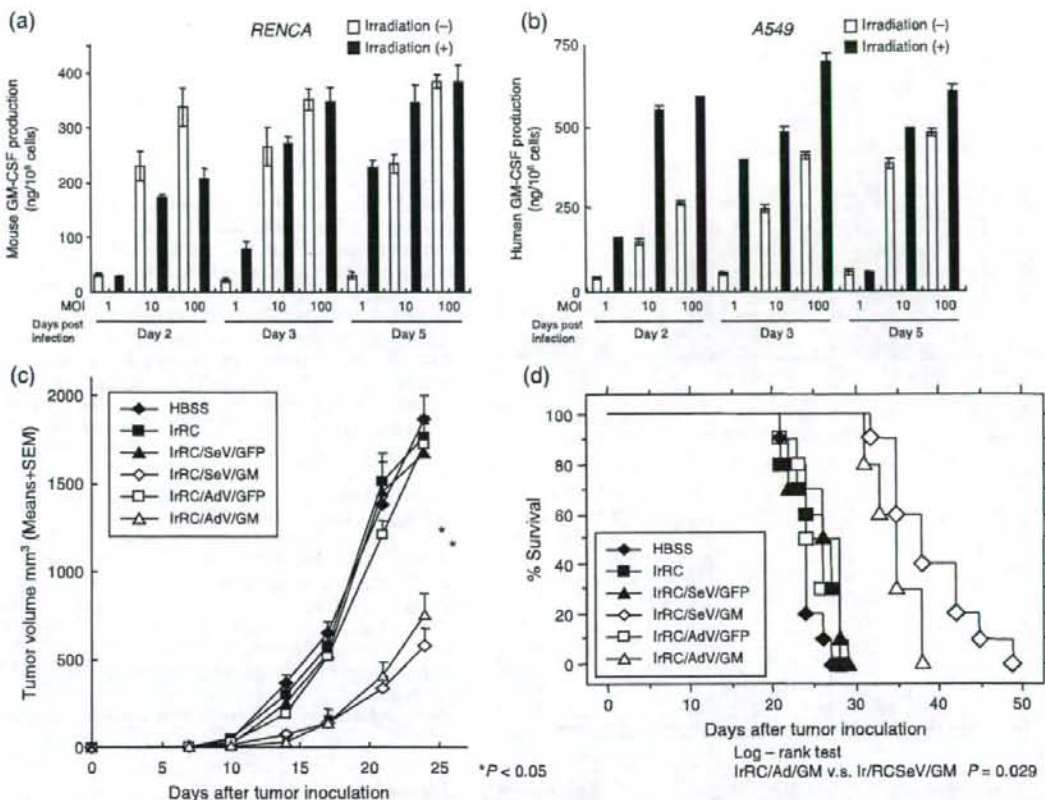 (a)
RENCA
Irradiation (–)
Irradiation (+)
Mouse GM-CSF production
(ng/10⁶ cells)
400
300
200
100
0
MOI
1 10 100 1 10 100 1 10 100
Days post
infection
Day 2 Day 3 Day 5
(b)
A549
Irradiation (–)
Irradiation (+)
Human GM-CSF production
(ng/10⁶ cells)
750
500
250
0
MOI
1 10 100 1 10 100 1 10 100
Days post
Infection
Day 2 Day 3 Day 5
(c)
Tumor volume mm³ (Means+SEM)
2000
1500
1000
500
0
HBSS
IrRC
IrRC/SeV/GFP
IrRC/SeV/GM
IrRC/AdV/GFP
IrRC/AdV/GM
*
*
0 5 10 15 20 25
*P < 0.05
Days after tumor inoculation
(d)
% Survival
100
80
60
40
20
0
HBSS
IrRC
IrRC/SeV/GFP
IrRC/SeV/GM
IrRC/AdV/GFP
IrRC/AdV/GM
0 10 20 30 40 50
Days after tumor inoculation
Log – rank test
IrRC/Ad/GM v.s. Ir/RCSeV/GM P = 0.029